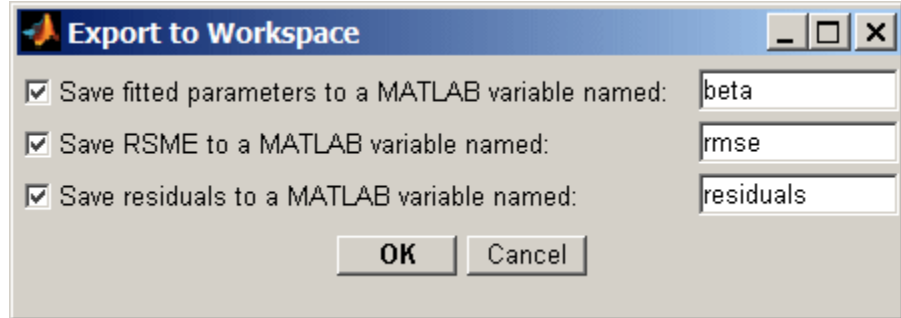 Export to Workspace
Save fitted parameters to a MATLAB variable named: beta
Save RSME to a MATLAB variable named: rmse
Save residuals to a MATLAB variable named: residuals
OK Cancel